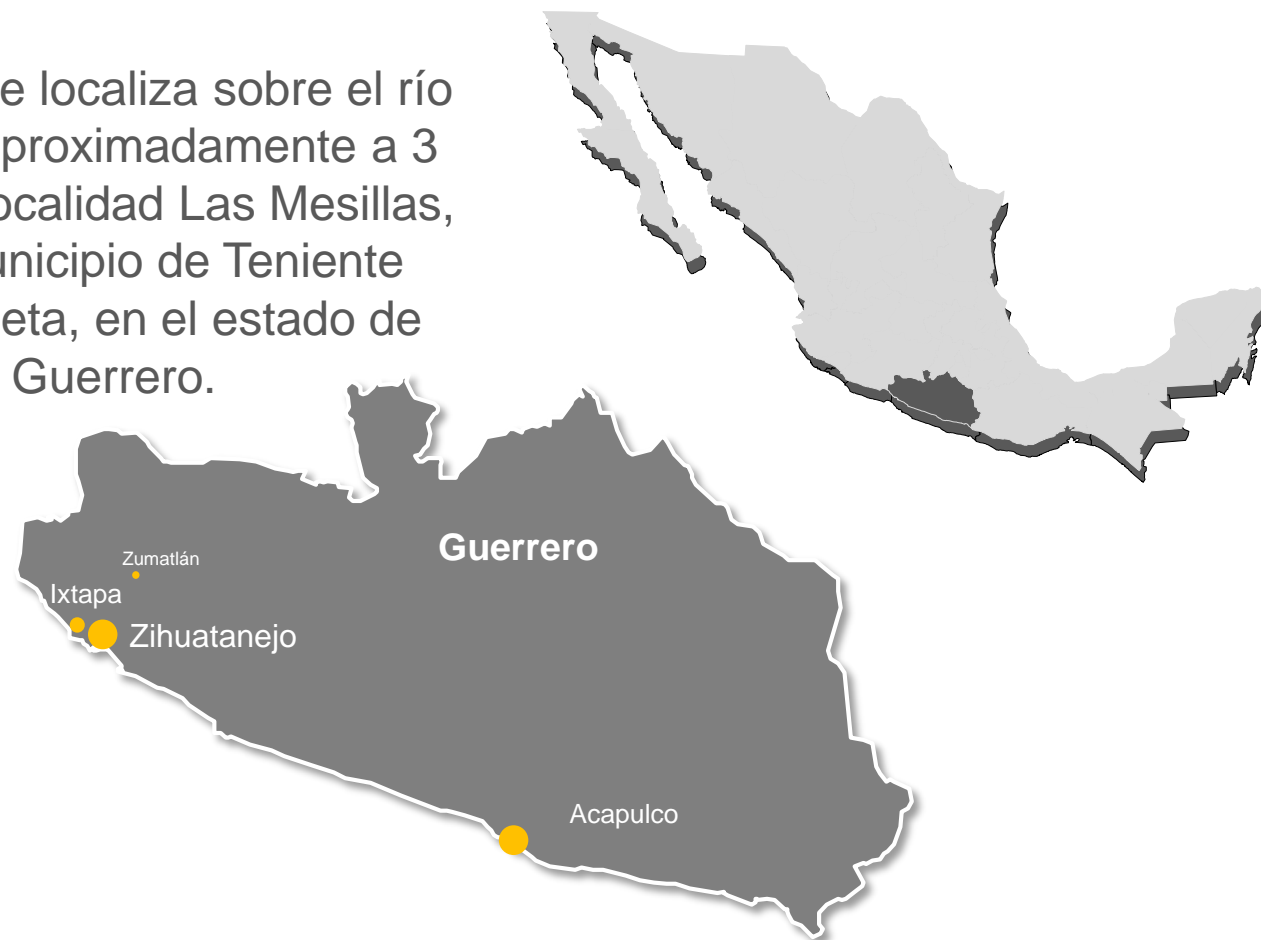 e localiza sobre el río
proximadamente a 3
ocalidad Las Mesillas,
unicipio de Teniente
eta, en el estado de
Guerrero.
Guerrero
Zumatlán
Ixtapa
Zihuatanejo
Acapulco